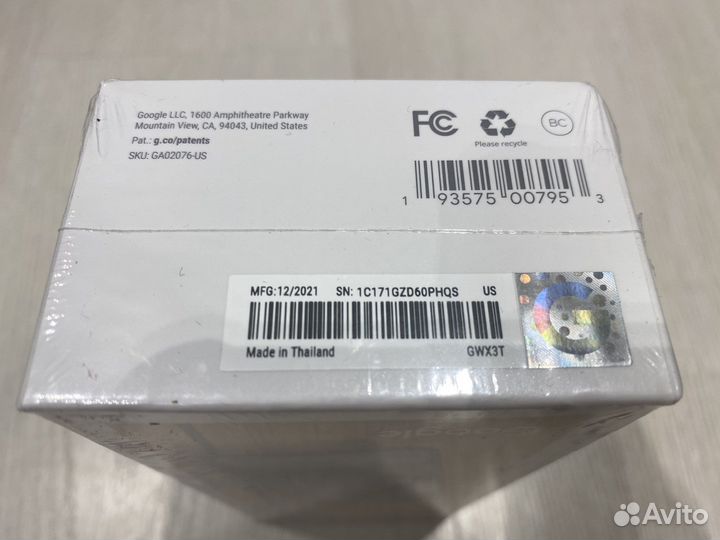 Google LLC, 1600 Amphitheatre Parkway
Mountain View, CA, 94043, United States
Pat.: g.co/patents
SKU: GA02076-US
FC
Please recycle
BC
1 93575 00795 3
MFG:12/2021 SN: 1C171GZD60PHQS US
Made in Thailand GWX3T
G
Avito